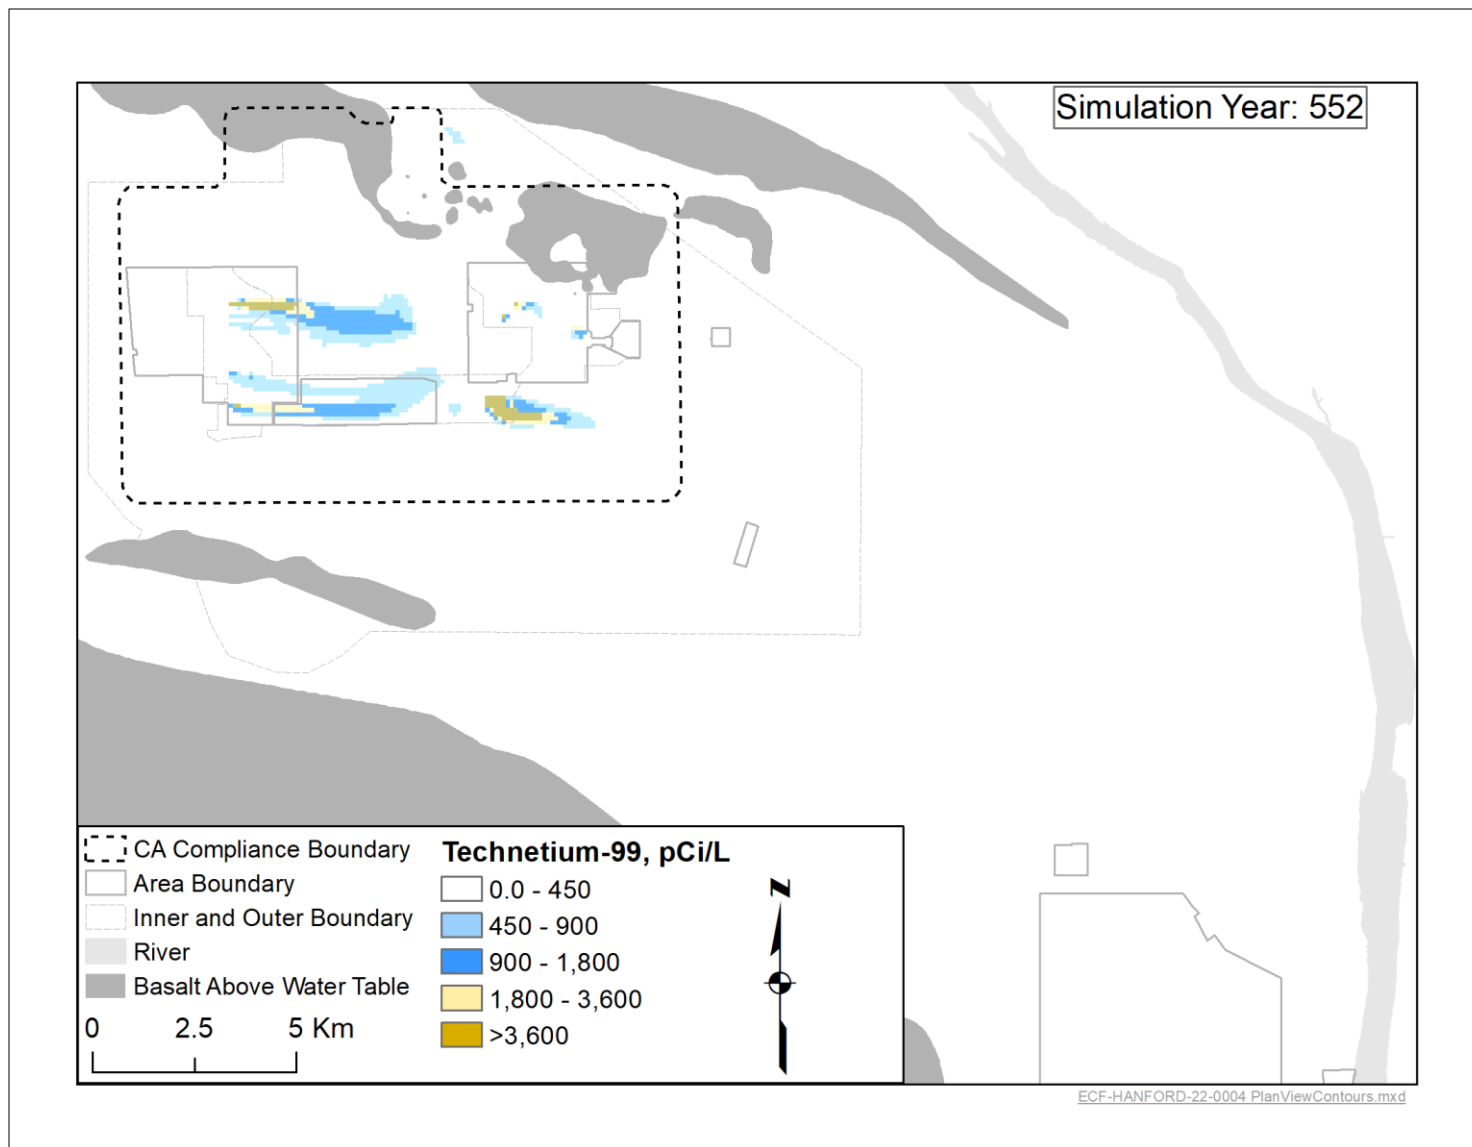 Simulation Year: 552
CA Compliance Boundary
Area Boundary
Inner and Outer Boundary
River
Basalt Above Water Table
0 2.5 5 Km
Technetium-99, pCi/L
0.0 - 450
450 - 900
900 - 1,800
1,800 - 3,600
>3,600
N
ECF-HANFORD-22-0004 PlanViewContours.mxd